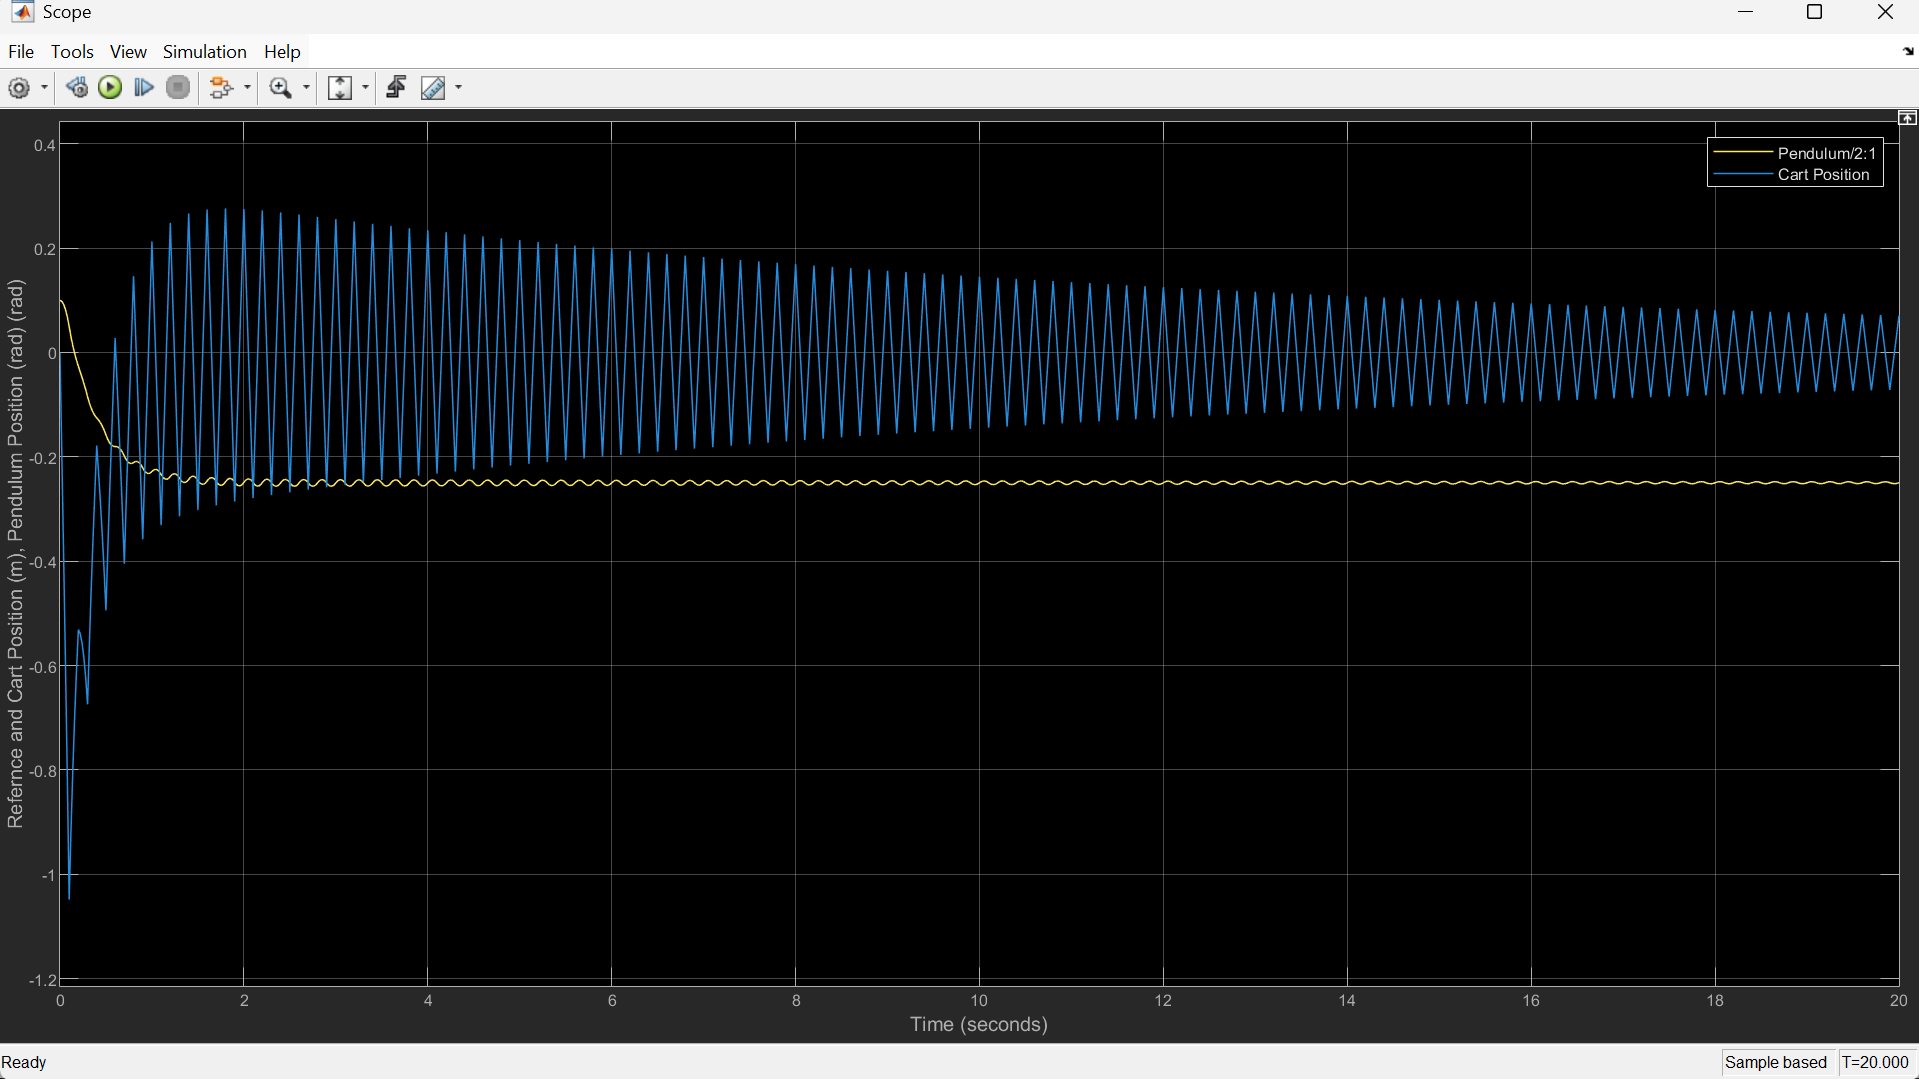 Scope
File Tools View Simulation Help
Refernce and Cart Position (m), Pendulum Position (rad) (rad)
0.4
0.2
0
-0.2
-0.4
-0.6
-0.8
-1
-1.2
Pendulum/2:1
Cart Position
0 2 4 6 8 10 12 14 16 18 20
Time (seconds)
Ready
Sample based T=20.000